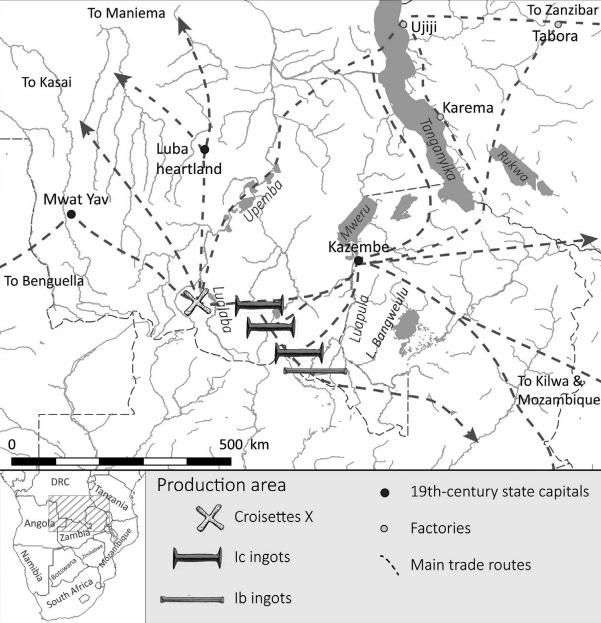 To Maniema
To Zanzibar
Ujiji
Tabora
To Kasai
Karema
Luba
heartland
Tanganyika
Rukwa
Upemba
Mwat Yav
Mweru
Kazembe
To Benguella
Lualaba
Luapula
L. Bangweulu
To Kilwa &
Mozambique
0 500 km
DRC
Tanzania
Angola
Zambia
Mozambique
Zimbabwe
Namibia
Botswana
South Africa
Production area
Croisettes X
Ic ingots
Ib ingots
19th-century state capitals
Factories
Main trade routes